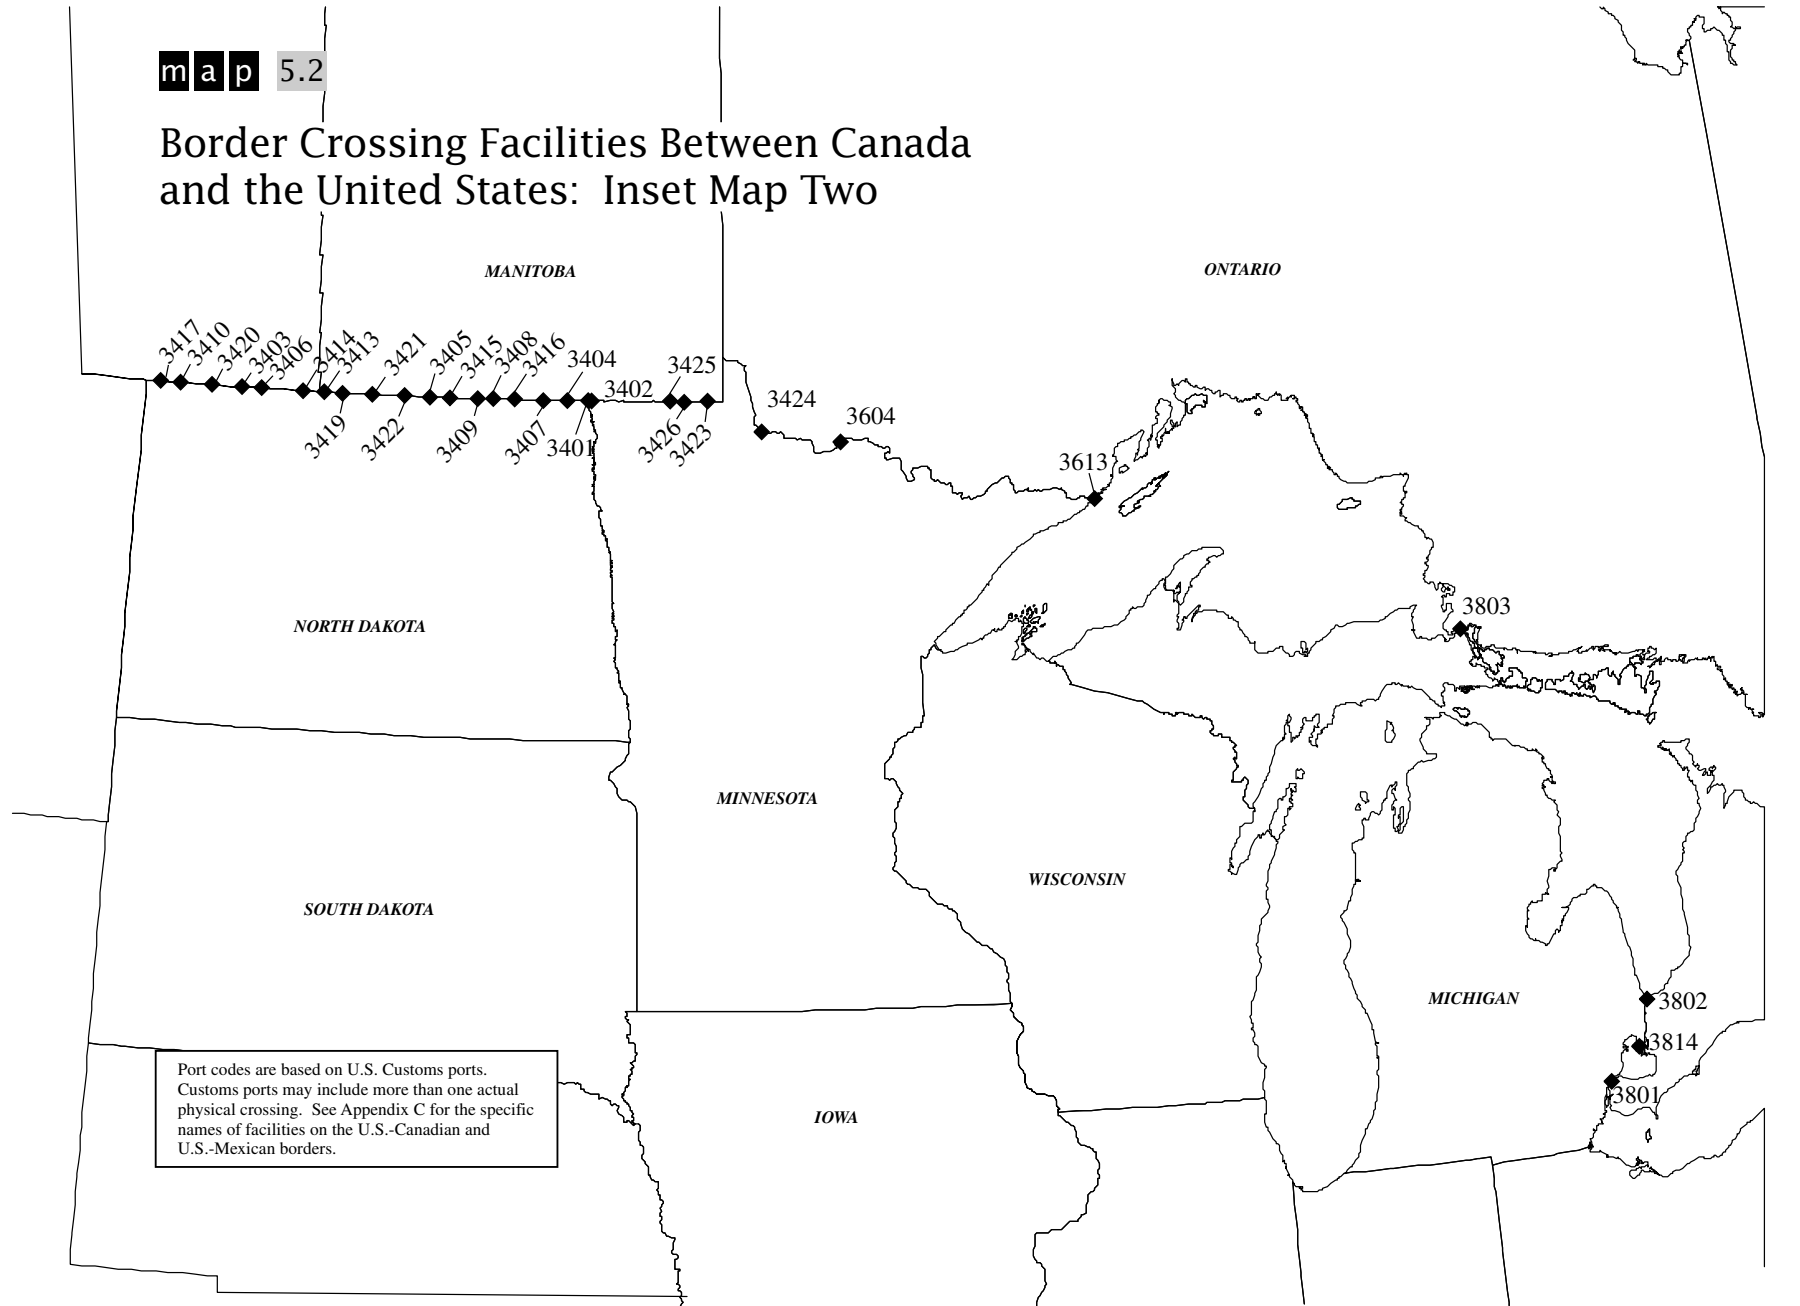 map 5.2
Border Crossing Facilities Between Canada
and the United States: Inset Map Two
MANITOBA
ONTARIO
3417
3410
3420
3403
3406
3414
3413
3421
3405
3415
3408
3416
3404
3402
3425
3424
3604
3419
3422
3409
3407
3401
3426
3423
3613
3803
NORTH DAKOTA
MINNESOTA
WISCONSIN
SOUTH DAKOTA
MICHIGAN
3802
3814
3801
IOWA
Port codes are based on U.S. Customs ports.
Customs ports may include more than one actual
physical crossing. See Appendix C for the specific
names of facilities on the U.S.-Canadian and
U.S.-Mexican borders.